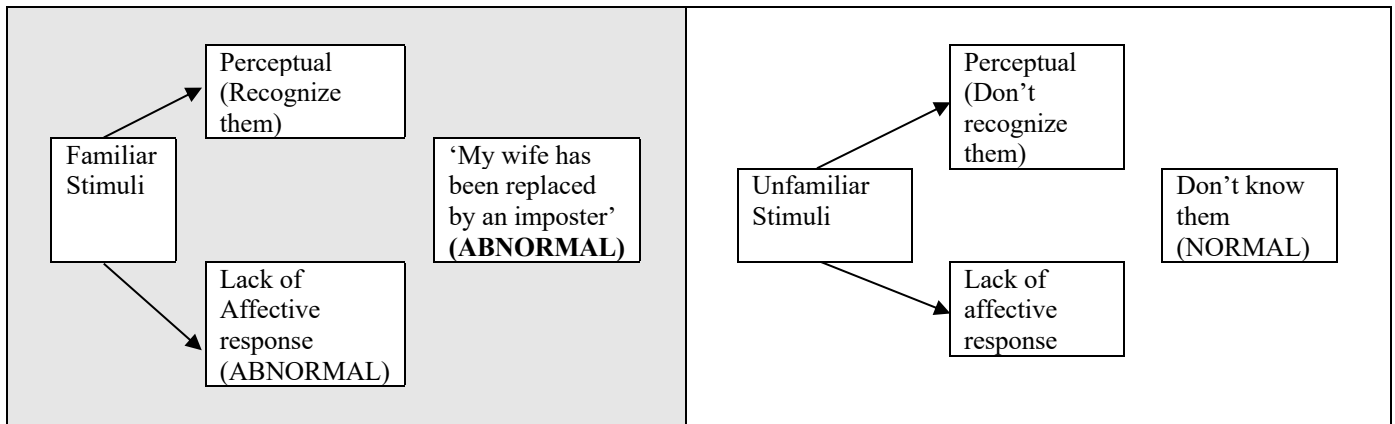 Perceptual
(Recognize
them)
Familiar
Stimuli
‘My wife has
been replaced
by an imposter’
(ABNORMAL)
Lack of
Affective
response
(ABNORMAL)
Perceptual
(Don’t
recognize
them)
Unfamiliar
Stimuli
Don’t know
them
(NORMAL)
Lack of
affective
response